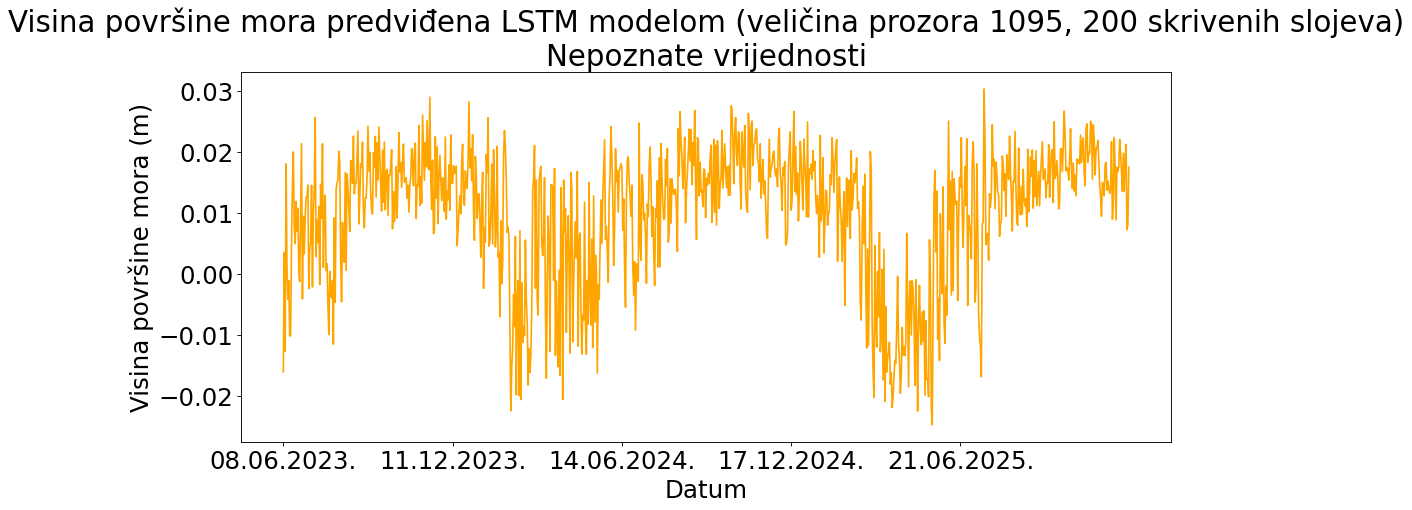 Visina površine mora predviđena LSTM modelom (veličina prozora 1095, 200 skrivenih slojeva)
Nepoznate vrijednosti
Visina površine mora (m)
0.03
0.02
0.01
0.00
−0.01
−0.02
08.06.2023. 11.12.2023. 14.06.2024. 17.12.2024. 21.06.2025.
Datum